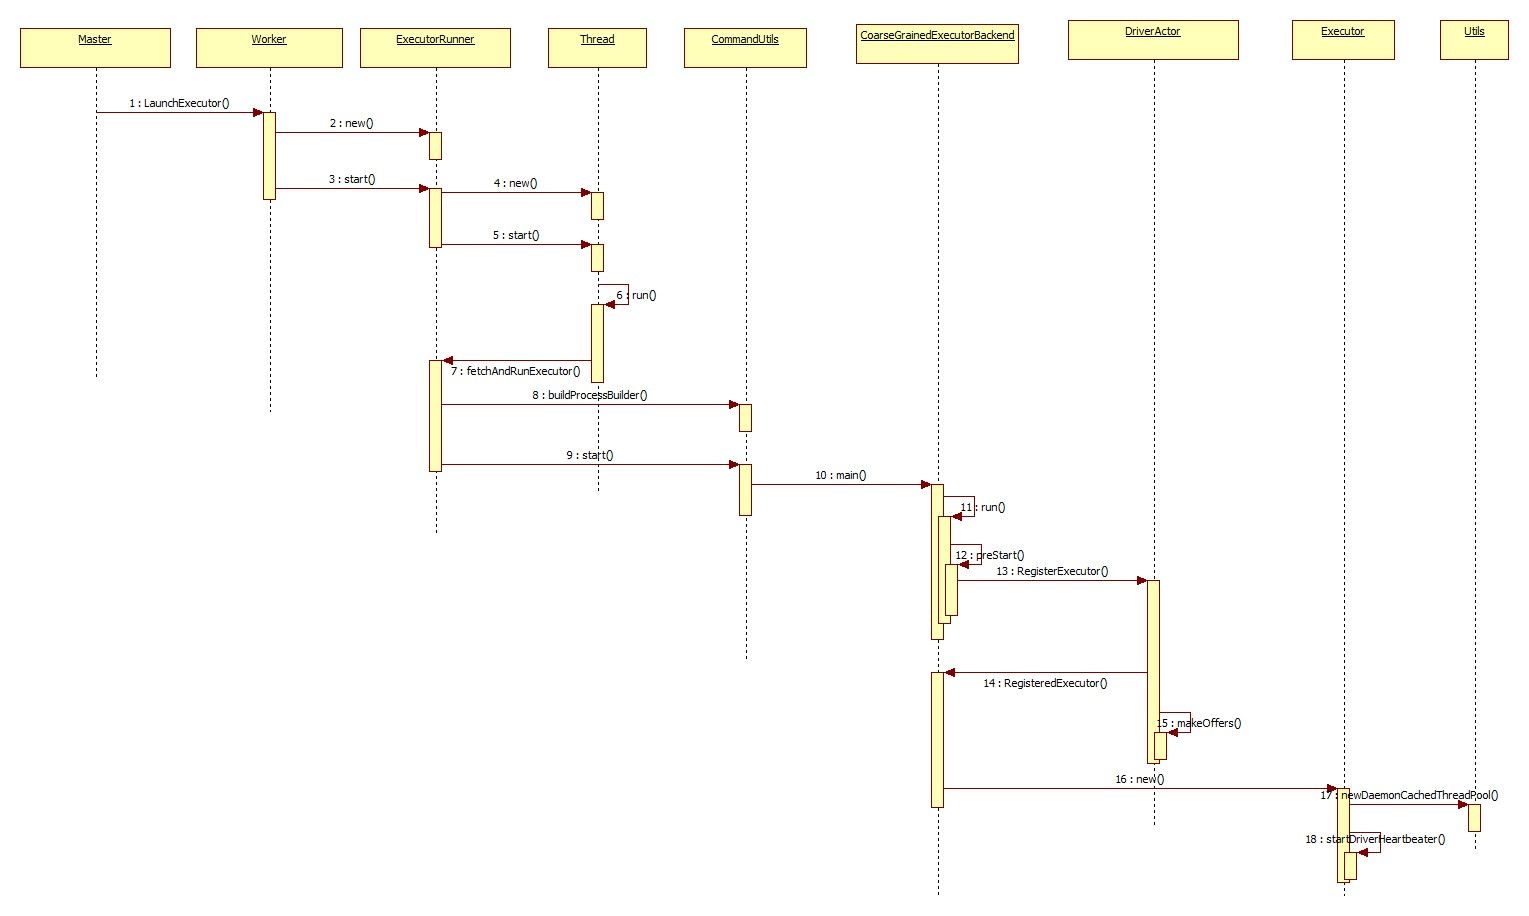 Master
Worker
ExecutorRunner
Thread
CommandUtils
CoarseGrainedExecutorBackend
DriverActor
Executor
Utils
1 : LaunchExecutor()
2 : new()
3 : start()
4 : new()
5 : start()
6 : run()
7 : fetchAndRunExecutor()
8 : buildProcessBuilder()
9 : start()
10 : main()
11 : run()
12 : preStart()
13 : RegisterExecutor()
14 : RegisteredExecutor()
15 : makeOffers()
16 : new()
17 : newDaemonCachedThreadPool()
18 : startDriverHeartbeater()